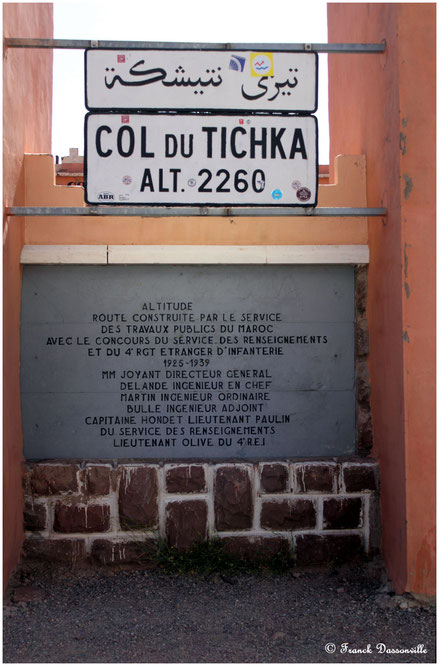 تيزي نتيشكة
COL DU TICHKA
ALT. 2260
ABR
ALTITUDE
ROUTE CONSTRUITE PAR LE SERVICE
DES TRAVAUX PUBLICS DU MAROC
AVEC LE CONCOURS DU SERVICE DES RENSEIGNEMENTS
ET DU 4° RGT ETRANGER D'INFANTERIE
1925-1939
MM JOYANT DIRECTEUR GENERAL
DELANDE INGENIEUR EN CHEF
MARTIN INGENIEUR ORDINAIRE
BULLE INGENIEUR ADJOINT
CAPITAINE HONDET LIEUTENANT PAULIN
DU SERVICE DES RENSEIGNEMENTS
LIEUTENANT OLIVE DU 4° R.E.I
© Franck Dassonville